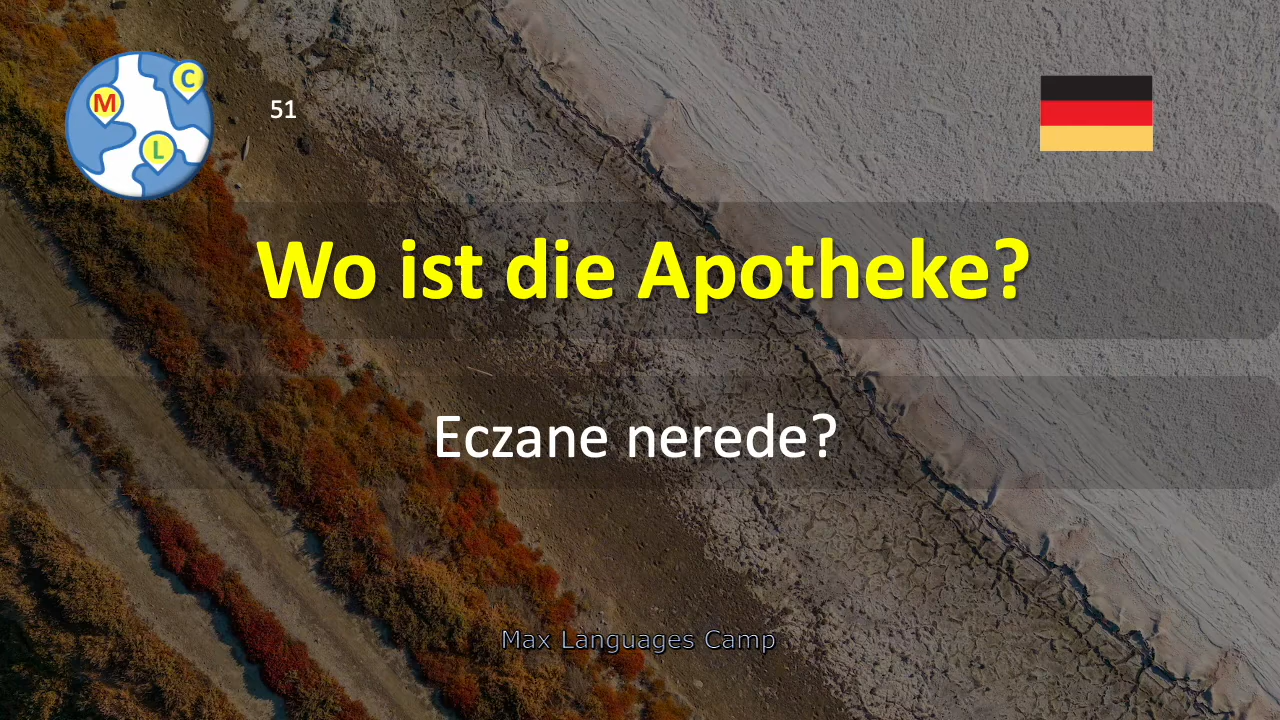 M
C
L
51
Wo ist die Apotheke?
Eczane nerede?
Max Languages Camp